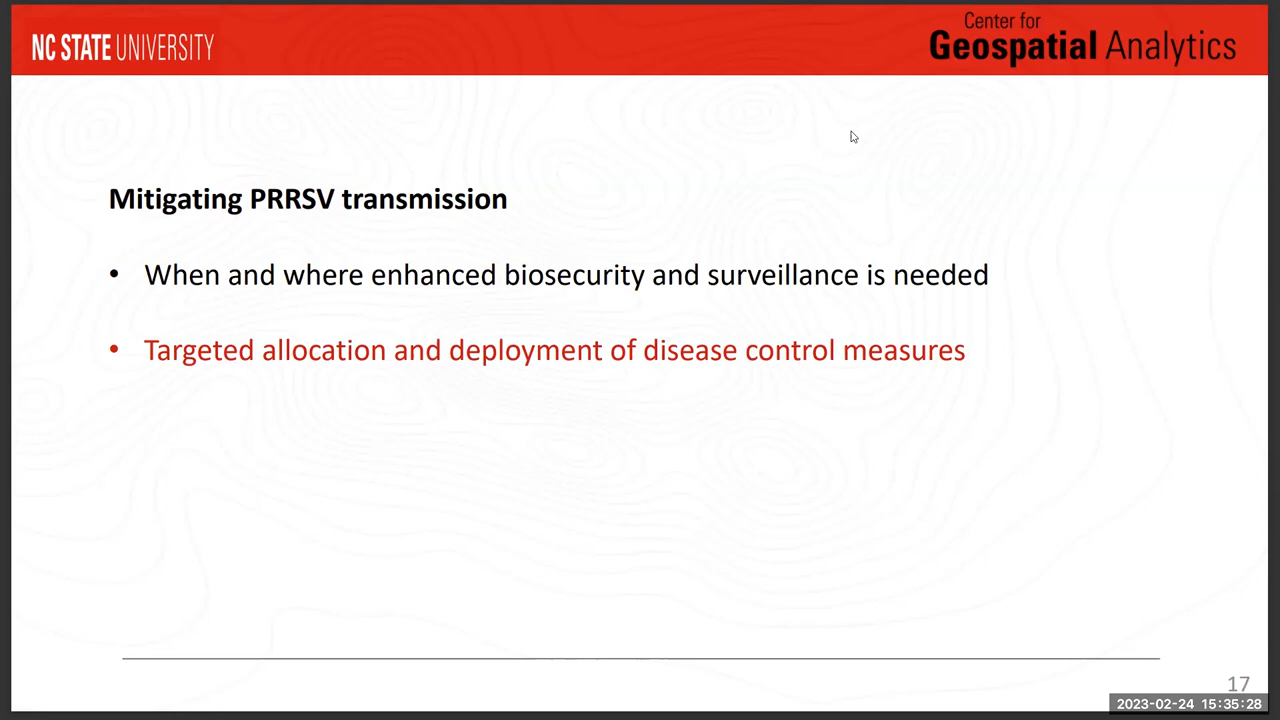 NC STATE UNIVERSITY
Center for
Geospatial Analytics
Mitigating PRRSV transmission
• When and where enhanced biosecurity and surveillance is needed
• Targeted allocation and deployment of disease control measures
17
2023-02-24 15:35:28